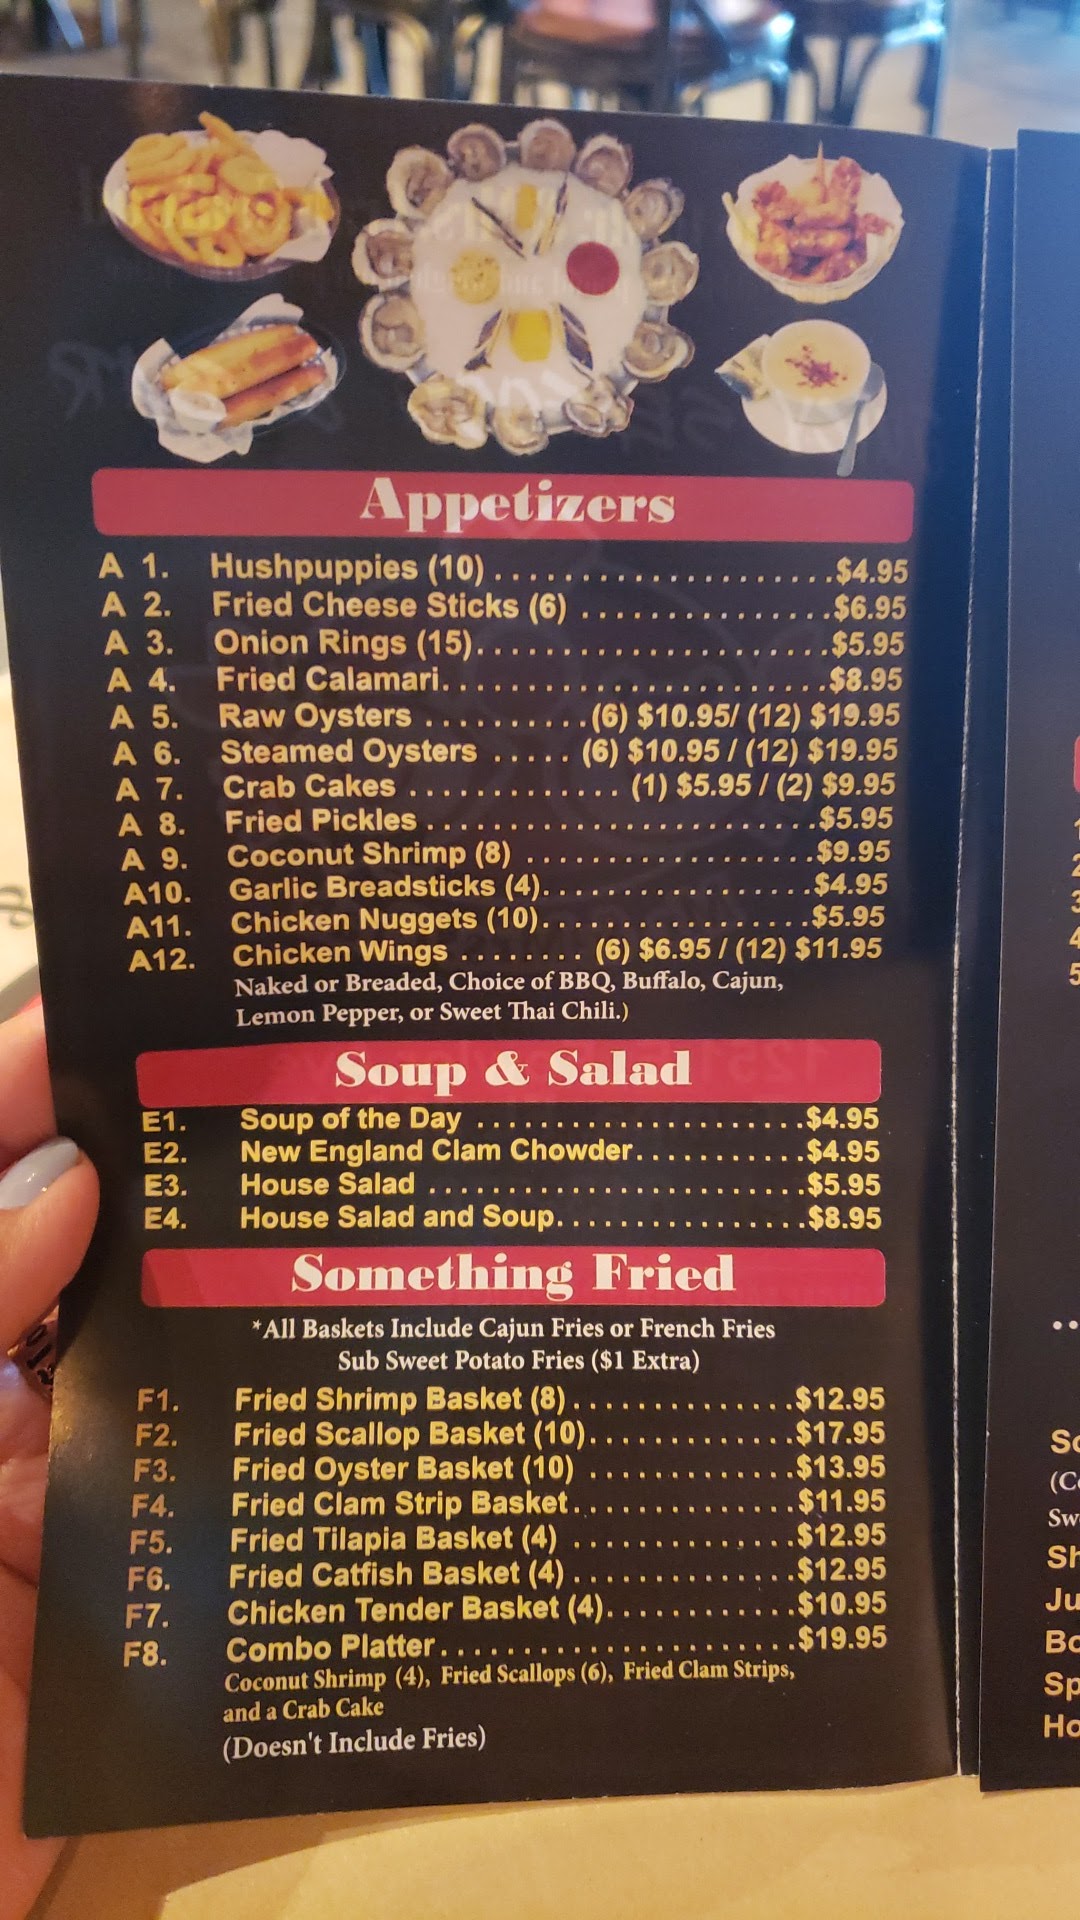 Appetizers
A 1. Hushpuppies (10) ........................$4.95
A 2. Fried Cheese Sticks (6) ..................$6.95
A 3. Onion Rings (15).........................$5.95
A 4. Fried Calamari...........................$8.95
A 5. Raw Oysters ...........(6) $10.95/ (12) $19.95
A 6. Steamed Oysters ..... (6) $10.95 / (12) $19.95
A 7. Crab Cakes ............. (1) $5.95 / (2) $9.95
A 8. Fried Pickles ............................$5.95
A 9. Coconut Shrimp (8) ....................$9.95
A10. Garlic Breadsticks (4)...................$4.95
A11. Chicken Nuggets (10)...................$5.95
A12. Chicken Wings ........ (6) $6.95 / (12) $11.95
Naked or Breaded, Choice of BBQ, Buffalo, Cajun,
Lemon Pepper, or Sweet Thai Chili.)
Soup & Salad
E1. Soup of the Day ........................$4.95
E2. New England Clam Chowder............$4.95
E3. House Salad ...........................$5.95
E4. House Salad and Soup..................$8.95
Something Fried
*All Baskets Include Cajun Fries or French Fries
Sub Sweet Potato Fries ($1 Extra)
F1. Fried Shrimp Basket (8)................$12.95
F2. Fried Scallop Basket (10)...............$17.95
F3. Fried Oyster Basket (10) ...............$13.95
F4. Fried Clam Strip Basket................$11.95
F5. Fried Tilapia Basket (4) ................$12.95
F6. Fried Catfish Basket (4)................$12.95
F7. Chicken Tender Basket (4)..............$10.95
F8. Combo Platter.........................$19.95
Coconut Shrimp (4), Fried Scallops (6), Fried Clam Strips,
and a Crab Cake
(Doesn't Include Fries)